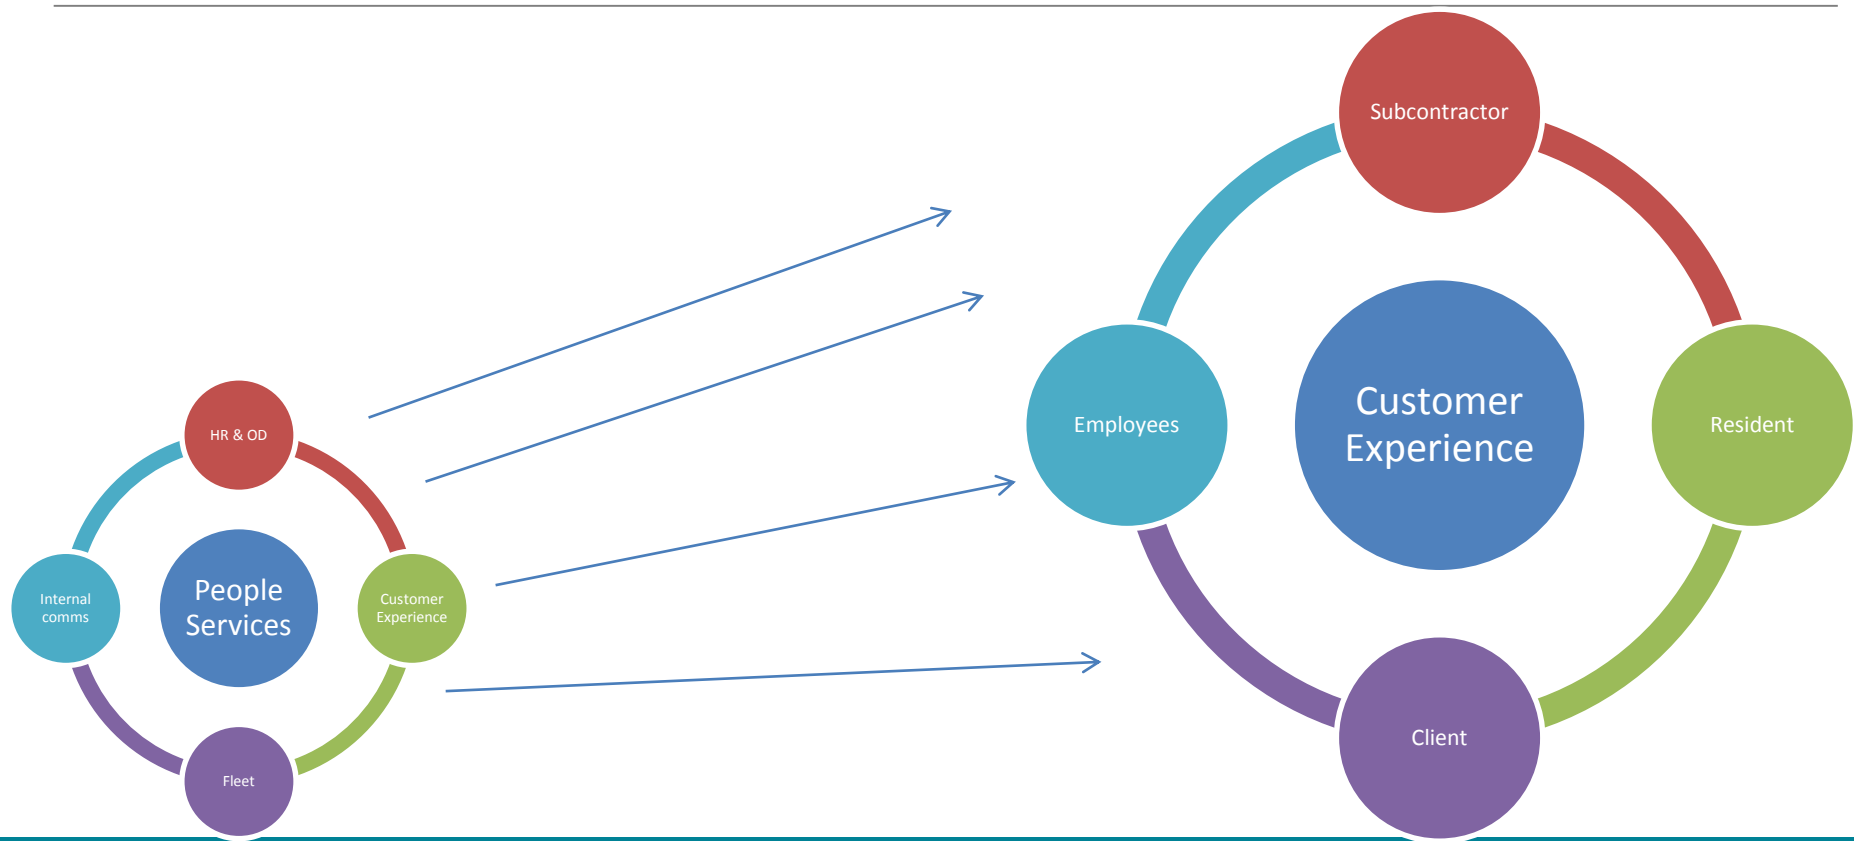 HR & OD
Internal
comms
People
Services
Customer
Experience
Fleet
Subcontractor
Employees
Customer
Experience
Resident
Client